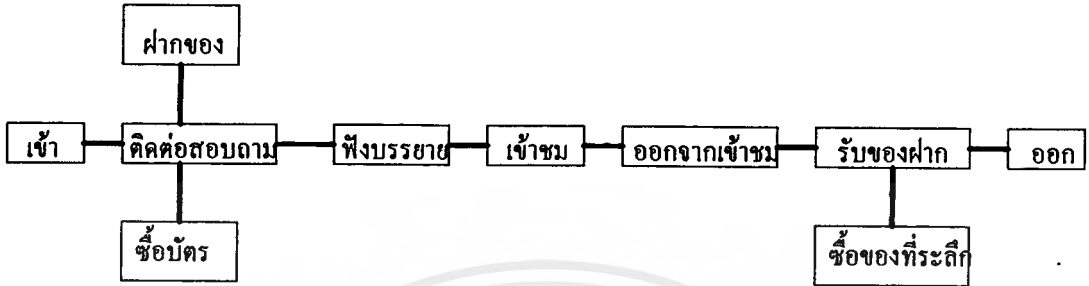 ฝากของ
เข้า
ติดต่อสอบถาม
ฟังบรรยาย
เข้าชม
ออกจากเข้าชม
รับของฝาก
ออก
ซื้อบัตร
ซื้อของที่ระลึก